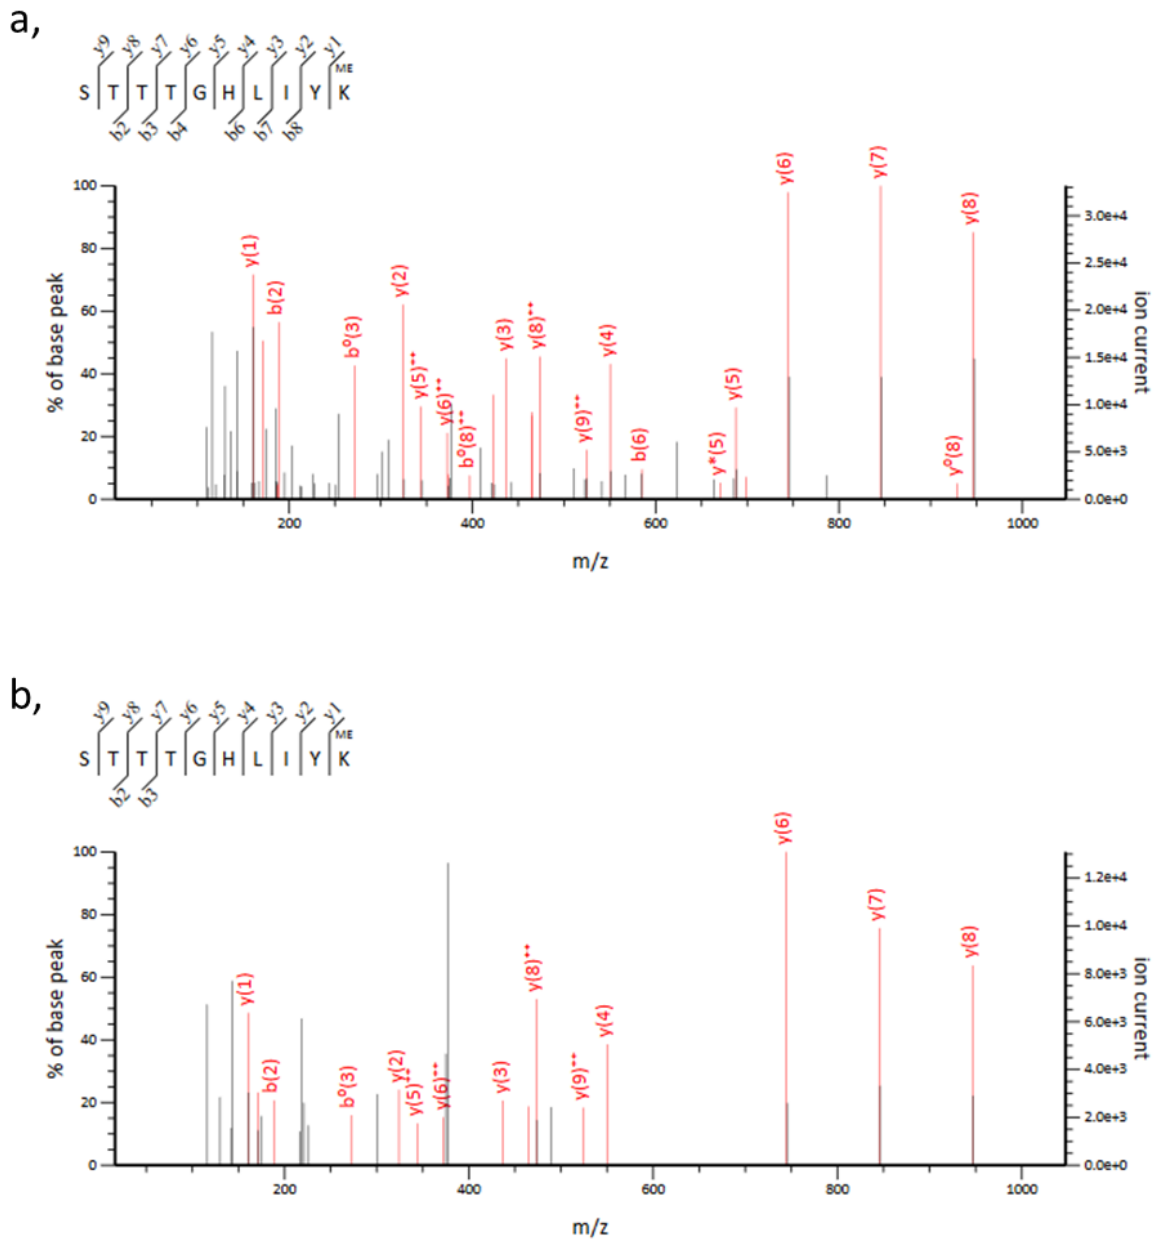 a,
y9 y8 y7 y6 y5 y4 y3 y2 y1
ME
S T T T G H L I Y K
b2 b3 b4 b6 b7 b8
y(1)
b(2)
b⁰(3)
y(2)
y(5)⁺⁺
y(6)⁺⁺
b⁰(8)⁺⁺
y(3)
y(8)⁺⁺
y(9)⁺⁺
y(4)
b(6)
y*(5)
y(5)
y(6)
y(7)
y⁰(8)
y(8)
% of base peak
100
80
60
40
20
0
3.0e+4
2.5e+4
2.0e+4
1.5e+4
1.0e+4
5.0e+3
0.0e+0
ion current
200 400 600 800 1000
m/z
b,
y9 y8 y7 y6 y5 y4 y3 y2 y1
ME
S T T T G H L I Y K
b2 b3
y(1)
b(2)
b⁰(3)
y(2)
y(5)⁺⁺
y(6)⁺⁺
y(3)
y(8)⁺⁺
y(9)⁺⁺
y(4)
y(6)
y(7)
y(8)
% of base peak
100
80
60
40
20
0
1.2e+4
1.0e+4
8.0e+3
6.0e+3
4.0e+3
2.0e+3
0.0e+0
ion current
200 400 600 800 1000
m/z